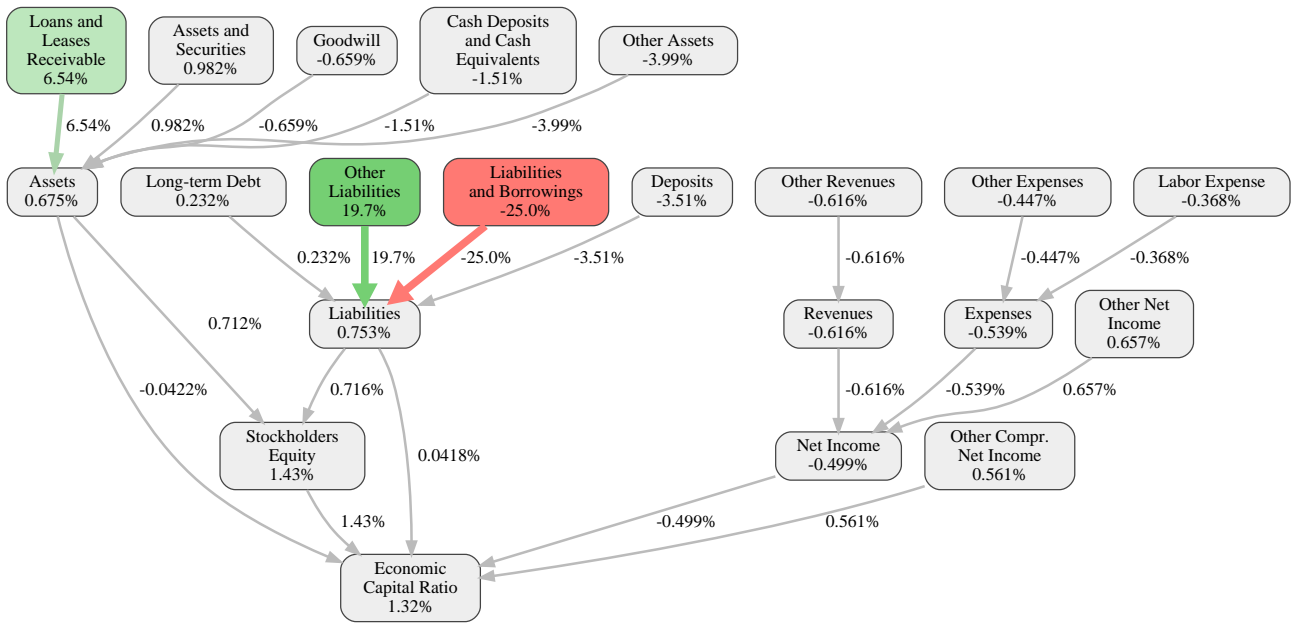 Loans and
Leases
Receivable
6.54%
Assets and
Securities
0.982%
Goodwill
-0.659%
Cash Deposits
and Cash
Equivalents
-1.51%
Other Assets
-3.99%
6.54%
0.982%
-0.659%
-1.51%
-3.99%
Assets
0.675%
Long-term Debt
0.232%
Other
Liabilities
19.7%
Liabilities
and Borrowings
-25.0%
Deposits
-3.51%
Other Revenues
-0.616%
Other Expenses
-0.447%
Labor Expense
-0.368%
0.232%
19.7%
-25.0%
-3.51%
-0.616%
-0.447%
-0.368%
0.712%
Liabilities
0.753%
Revenues
-0.616%
Expenses
-0.539%
Other Net
Income
0.657%
-0.0422%
0.716%
-0.616%
-0.539%
0.657%
Stockholders
Equity
1.43%
0.0418%
Net Income
-0.499%
Other Compr.
Net Income
0.561%
1.43%
-0.499%
0.561%
Economic
Capital Ratio
1.32%